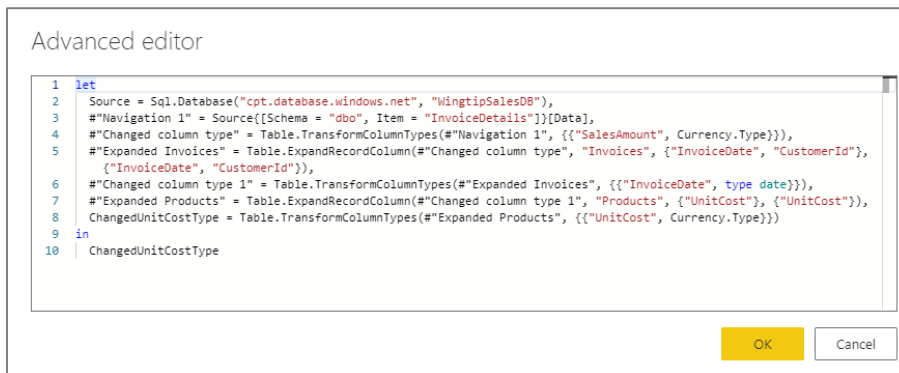 Advanced editor
1 let
2 Source = Sql.Database("cpt.database.windows.net", "WingtipSalesDB"),
3 #"Navigation 1" = Source{[Schema = "dbo", Item = "InvoiceDetails"]}[Data],
4 #"Changed column type" = Table.TransformColumnTypes(#"Navigation 1", {{"SalesAmount", Currency.Type}}),
5 #"Expanded Invoices" = Table.ExpandRecordColumn(#"Changed column type", "Invoices", {"InvoiceDate", "CustomerId"},
{"InvoiceDate", "CustomerId"}),
6 #"Changed column type 1" = Table.TransformColumnTypes(#"Expanded Invoices", {{"InvoiceDate", type date}}),
7 #"Expanded Products" = Table.ExpandRecordColumn(#"Changed column type 1", "Products", {"UnitCost"}, {"UnitCost"}),
8 ChangedUnitCostType = Table.TransformColumnTypes(#"Expanded Products", {{"UnitCost", Currency.Type}})
9 in
10 ChangedUnitCostType
OK Cancel